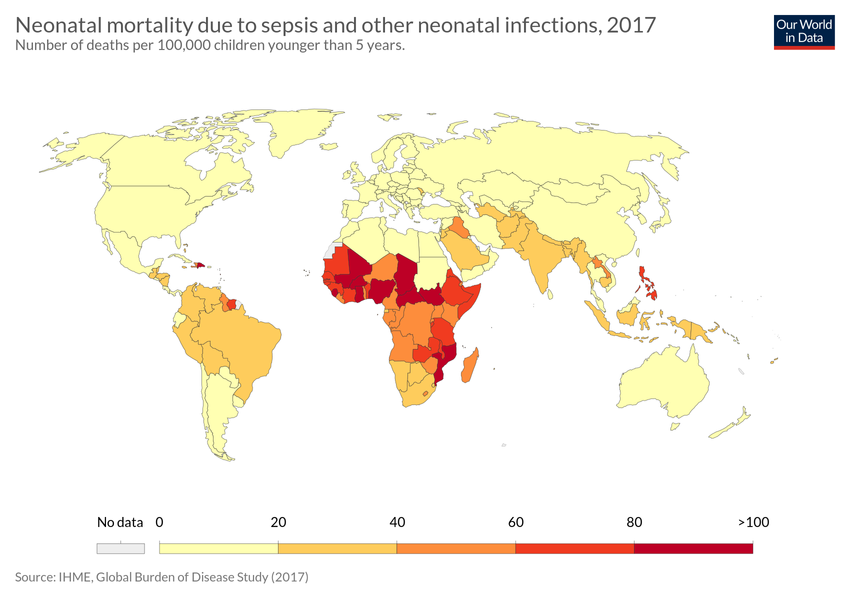 Neonatal mortality due to sepsis and other neonatal infections, 2017
Number of deaths per 100,000 children younger than 5 years.
Our World
in Data
No data 0 20 40 60 80 >100
Source: IHME, Global Burden of Disease Study (2017)